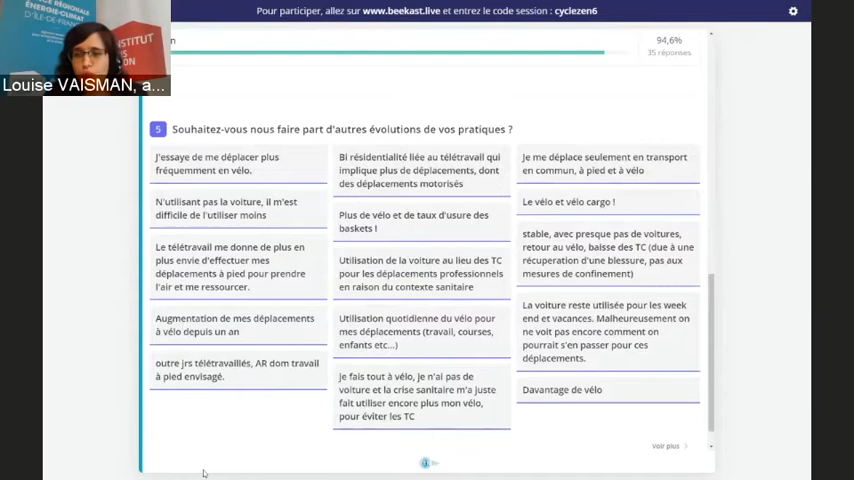 Pour participer, allez sur www.beekast.live et entrez le code session : cyclezen6
RÉGIONALE
ÉNERGIE-CLIMAT
D'ÎLE-DE-FRANCE
INSTITUT
Louise VAISMAN, a...
n
94,6%
35 réponses
5 Souhaitez-vous nous faire part d'autres évolutions de vos pratiques ?
J'essaye de me déplacer plus
fréquemment en vélo.
N'utilisant pas la voiture, il m'est
difficile de l'utiliser moins
Le télétravail me donne de plus en
plus envie d'effectuer mes
déplacements à pied pour prendre
l'air et me ressourcer.
Augmentation de mes déplacements
à vélo depuis un an
outre jrs télétravaillés, AR dom travail
à pied envisagé.
Bi résidentialité liée au télétravail qui
implique plus de déplacements, dont
des déplacements motorisés
Plus de vélo et de taux d'usure des
baskets !
Utilisation de la voiture au lieu des TC
pour les déplacements professionnels
en raison du contexte sanitaire
Utilisation quotidienne du vélo pour
mes déplacements (travail, courses,
enfants etc...)
je fais tout à vélo, je n'ai pas de
voiture et la crise sanitaire m'a juste
fait utiliser encore plus mon vélo,
pour éviter les TC
Je me déplace seulement en transport
en commun, à pied et à vélo
Le vélo et vélo cargo !
stable, avec presque pas de voitures,
retour au vélo, baisse des TC (due à une
récuperation d'une blessure, pas aux
mesures de confinement)
La voiture reste utilisée pour les week
end et vacances. Malheureusement on
ne voit pas encore comment on
pourrait s'en passer pour ces
déplacements.
Davantage de vélo
Voir plus